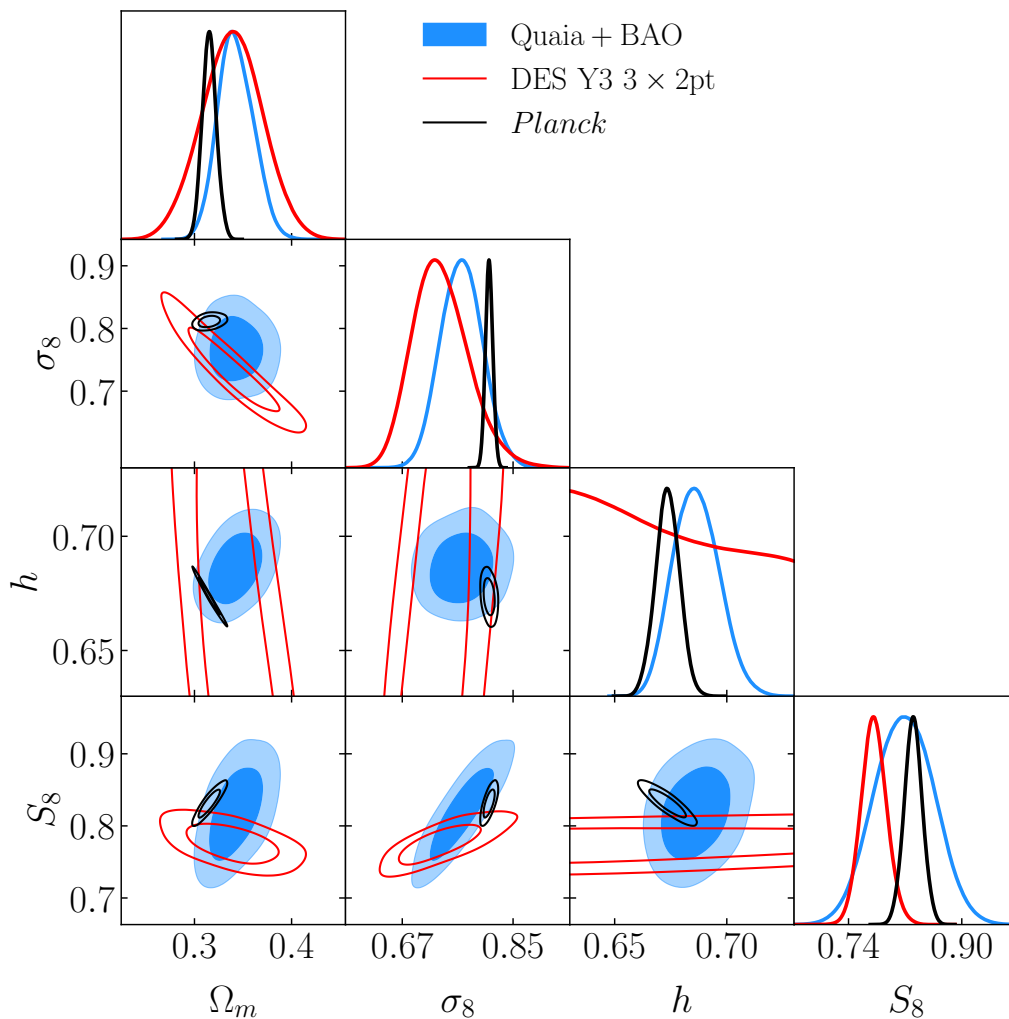 Quaia + BAO
DES Y3 3 × 2pt
Planck
σ₈
0.9
0.8
0.7
h
0.70
0.65
S₈
0.9
0.8
0.7
0.3 0.4 0.67 0.85 0.65 0.70 0.74 0.90
Ωₘ σ₈ h S₈